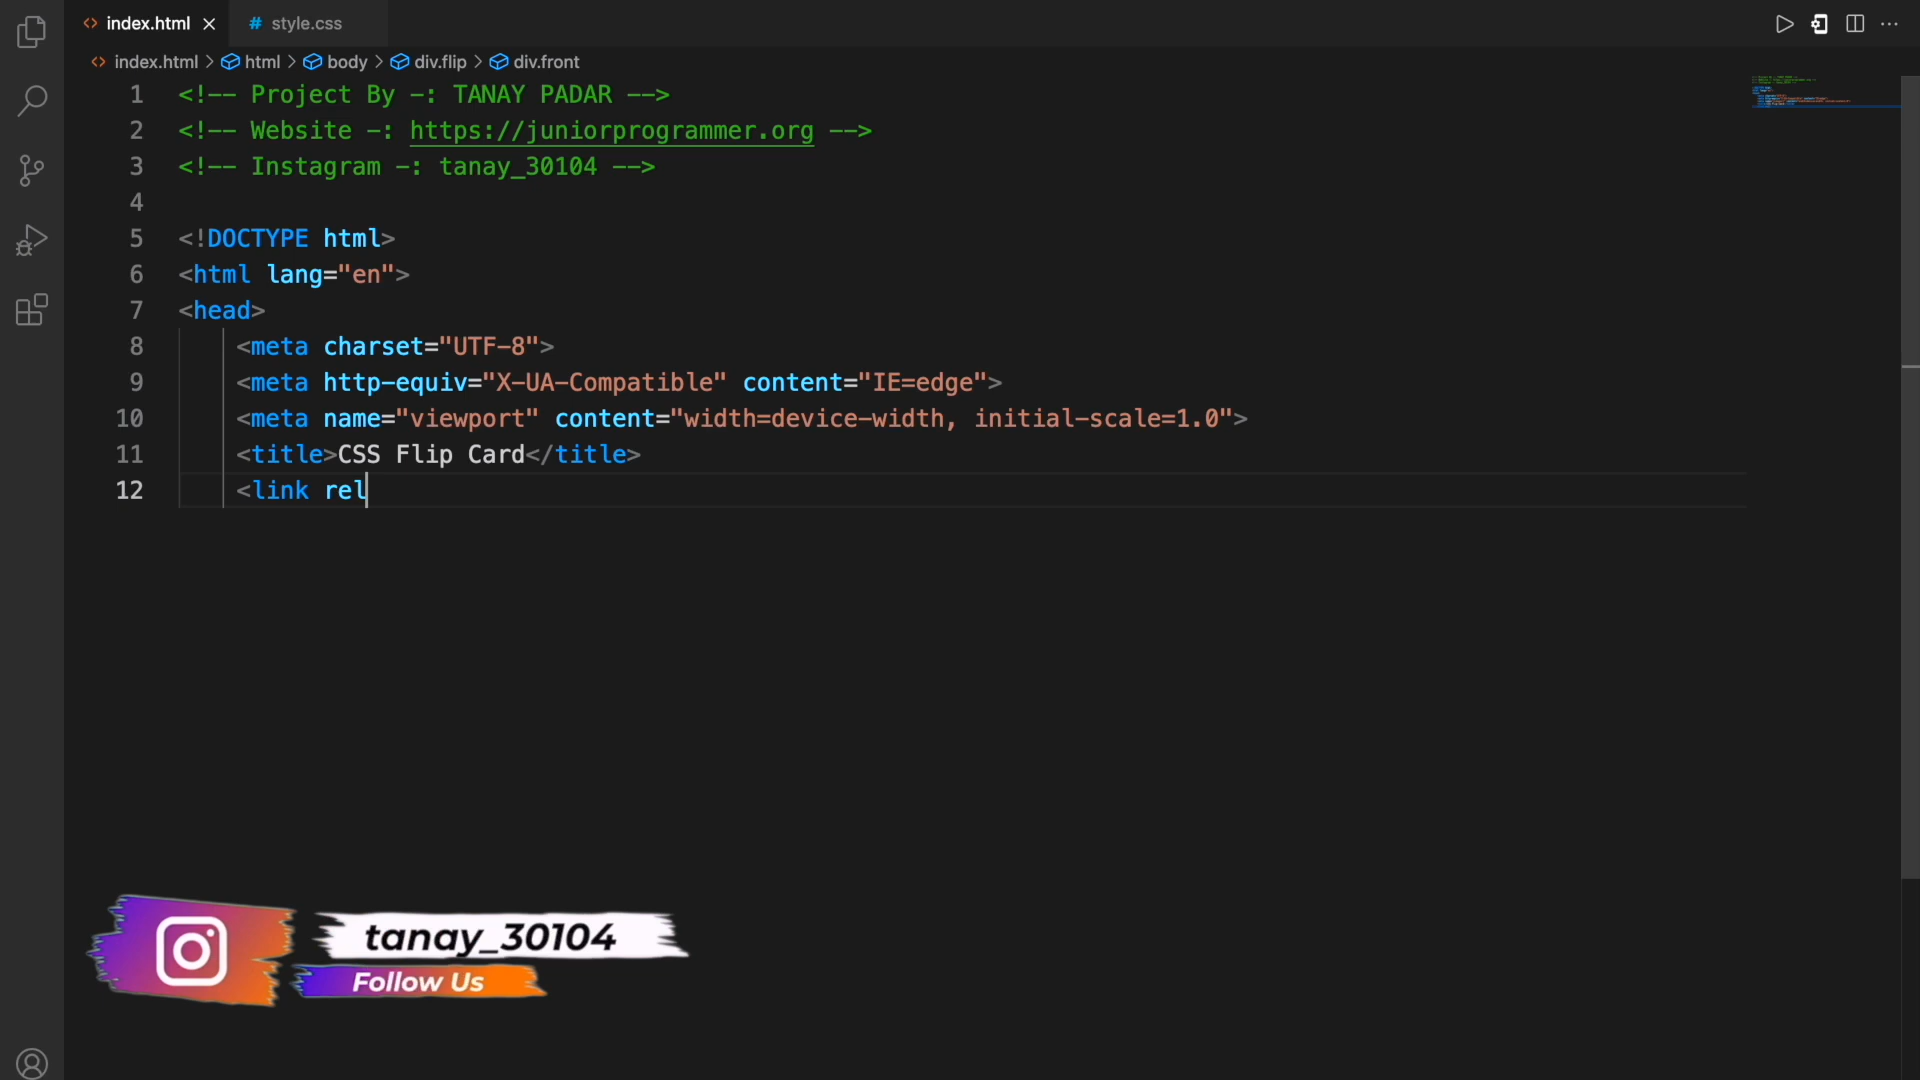 index.html
# style.css
index.html > html > body > div.flip > div.front
1 <!-- Project By -: TANAY PADAR -->
2 <!-- Website -: https://juniorprogrammer.org -->
3 <!-- Instagram -: tanay_30104 -->
4
5 <!DOCTYPE html>
6 <html lang="en">
7 <head>
8 <meta charset="UTF-8">
9 <meta http-equiv="X-UA-Compatible" content="IE=edge">
10 <meta name="viewport" content="width=device-width, initial-scale=1.0">
11 <title>CSS Flip Card</title>
12 <link rel
tanay_30104
Follow Us